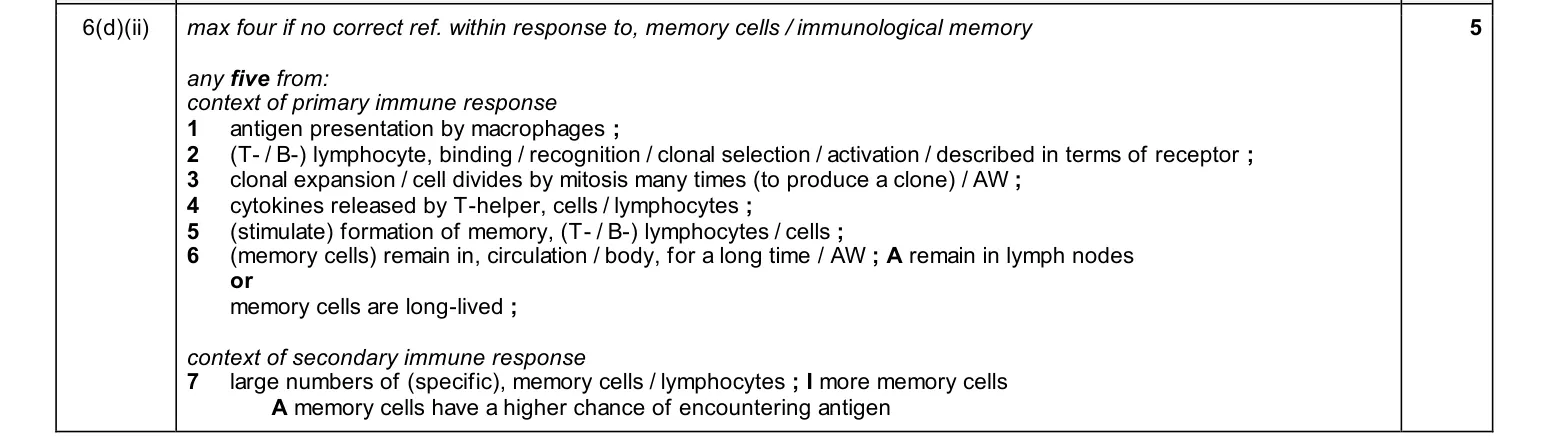 6(d)(ii) max four if no correct ref. within response to, memory cells / immunological memory 5
any five from:
context of primary immune response
1 antigen presentation by macrophages ;
2 (T- / B-) lymphocyte, binding / recognition / clonal selection / activation / described in terms of receptor ;
3 clonal expansion / cell divides by mitosis many times (to produce a clone) / AW ;
4 cytokines released by T-helper, cells / lymphocytes ;
5 (stimulate) formation of memory, (T- / B-) lymphocytes / cells ;
6 (memory cells) remain in, circulation / body, for a long time / AW ; A remain in lymph nodes
or
memory cells are long-lived ;
context of secondary immune response
7 large numbers of (specific), memory cells / lymphocytes ; I more memory cells
A memory cells have a higher chance of encountering antigen